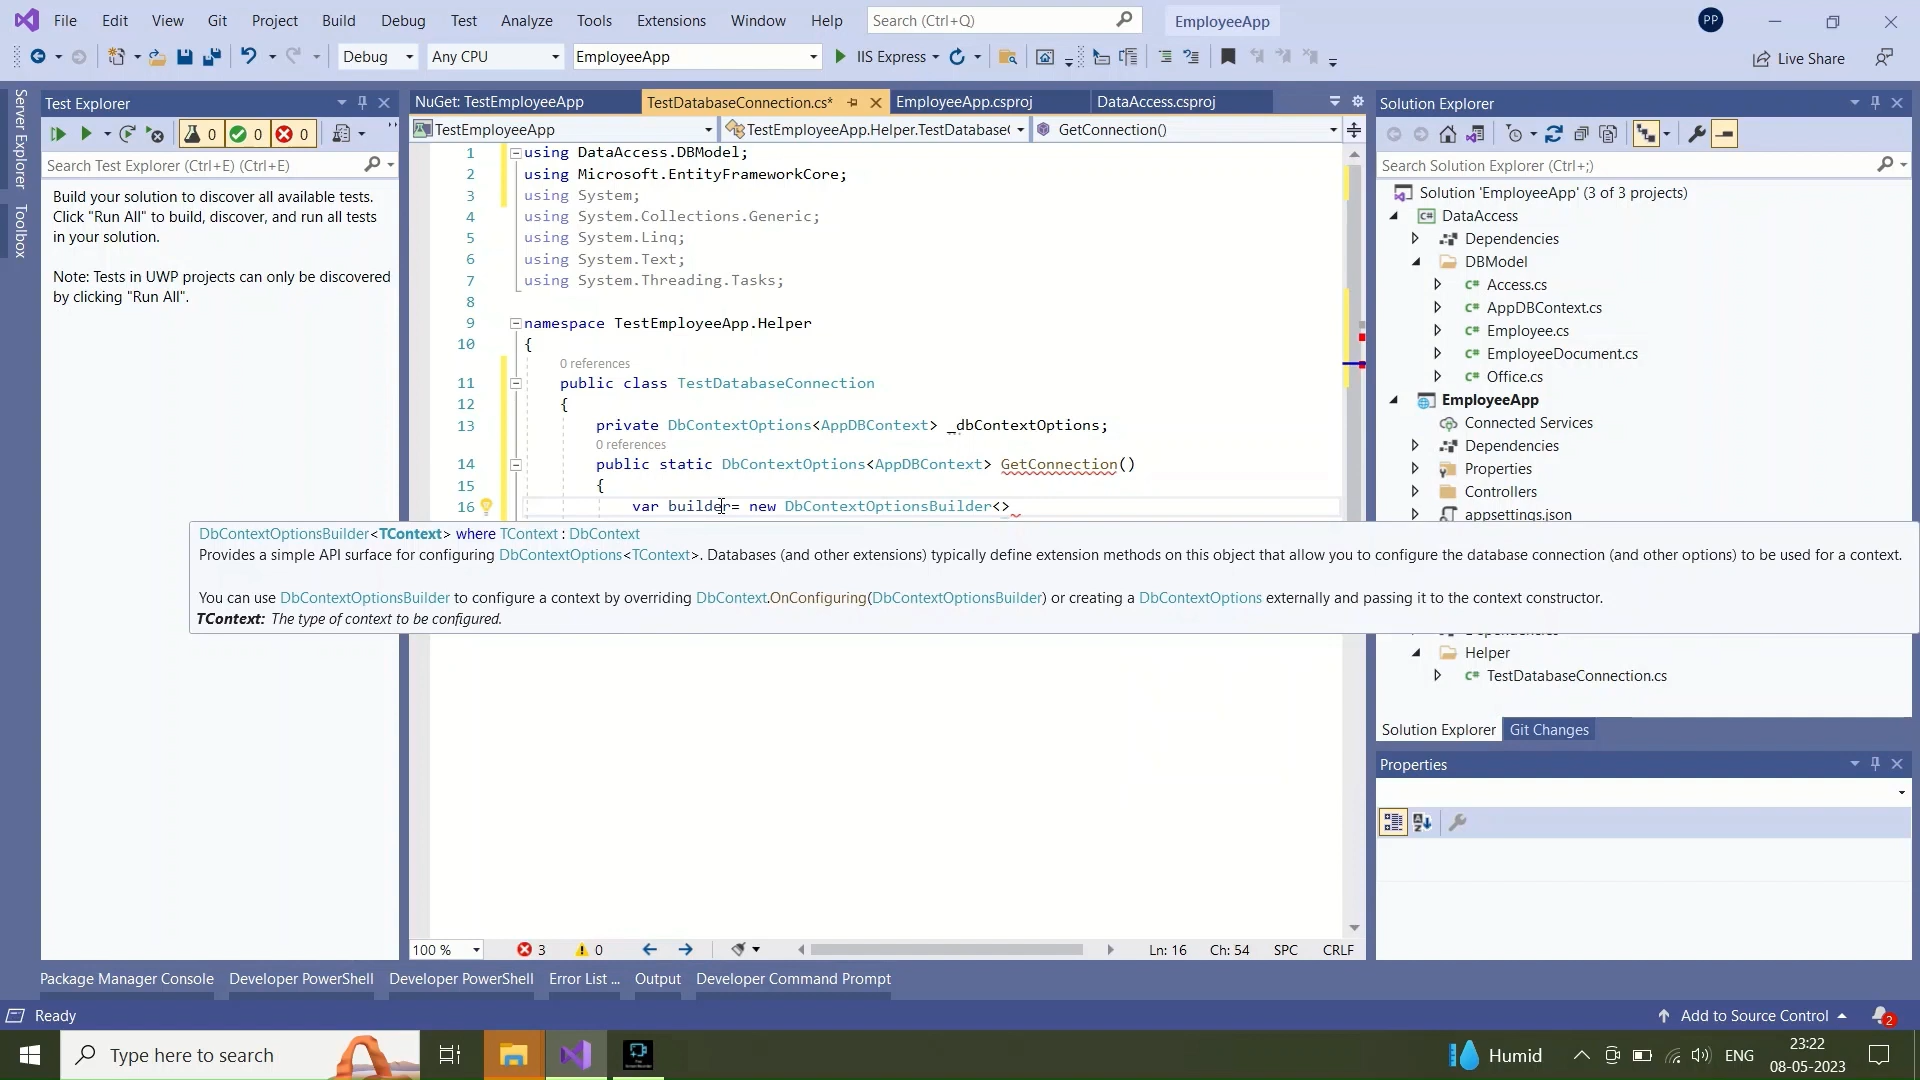 File Edit View Git Project Build Debug Test Analyze Tools Extensions Window Help Search (Ctrl+Q) EmployeeApp PP
Debug Any CPU EmployeeApp IIS Express Live Share
Server Explorer
Toolbox
Test Explorer
0 0 0
Search Test Explorer (Ctrl+E) (Ctrl+E)
Build your solution to discover all available tests.
Click "Run All" to build, discover, and run all tests
in your solution.
Note: Tests in UWP projects can only be discovered
by clicking "Run All".
NuGet: TestEmployeeApp TestDatabaseConnection.cs* EmployeeApp.csproj DataAccess.csproj
TestEmployeeApp TestEmployeeApp.Helper.TestDatabase GetConnection()
1 using DataAccess.DBModel;
2 using Microsoft.EntityFrameworkCore;
3 using System;
4 using System.Collections.Generic;
5 using System.Linq;
6 using System.Text;
7 using System.Threading.Tasks;
8
9 namespace TestEmployeeApp.Helper
10 {
0 references
11 public class TestDatabaseConnection
12 {
13 private DbContextOptions<AppDBContext> _dbContextOptions;
0 references
14 public static DbContextOptions<AppDBContext> GetConnection()
15 {
16 var builder= new DbContextOptionsBuilder<>
DbContextOptionsBuilder<TContext> where TContext : DbContext
Provides a simple API surface for configuring DbContextOptions<TContext>. Databases (and other extensions) typically define extension methods on this object that allow you to configure the database connection (and other options) to be used for a context.
You can use DbContextOptionsBuilder to configure a context by overriding DbContext.OnConfiguring(DbContextOptionsBuilder) or creating a DbContextOptions externally and passing it to the context constructor.
TContext: The type of context to be configured.
100 % 3 0 Ln: 16 Ch: 54 SPC CRLF
Solution Explorer
Search Solution Explorer (Ctrl+;)
Solution 'EmployeeApp' (3 of 3 projects)
DataAccess
Dependencies
DBModel
Access.cs
AppDBContext.cs
Employee.cs
EmployeeDocument.cs
Office.cs
EmployeeApp
Connected Services
Dependencies
Properties
Controllers
appsettings.json
Dependencies
Helper
TestDatabaseConnection.cs
Solution Explorer Git Changes
Properties
Package Manager Console Developer PowerShell Developer PowerShell Error List ... Output Developer Command Prompt
Ready Add to Source Control 2
Type here to search Humid ENG 23:22
08-05-2023